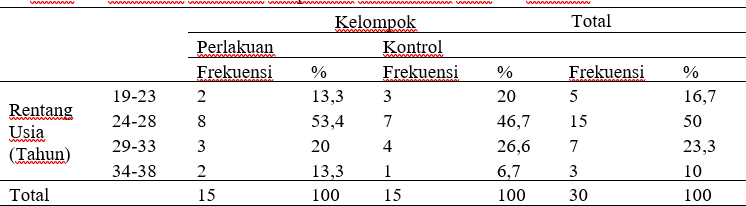 Kelompok Total
Perlakuan Kontrol
Frekuensi % Frekuensi % Frekuensi %
Rentang Usia (Tahun) 19-23 2 13,3 3 20 5 16,7
24-28 8 53,4 7 46,7 15 50
29-33 3 20 4 26,6 7 23,3
34-38 2 13,3 1 6,7 3 10
Total 15 100 15 100 30 100